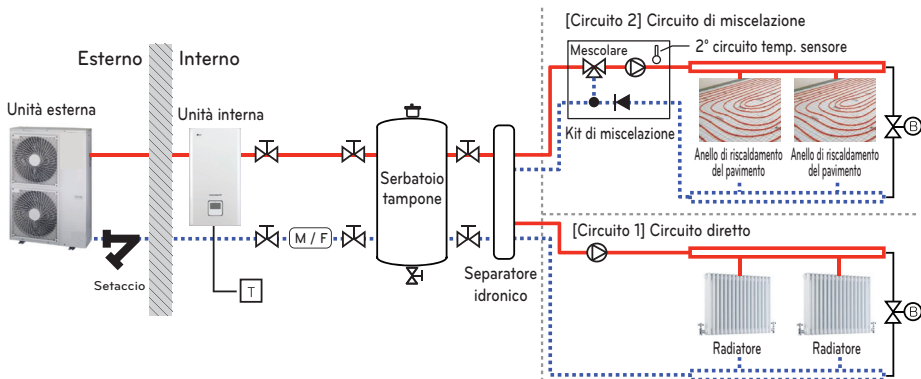 [Circuito 2] Circuito di miscelazione
Esterno
Interno
Mescolare
2° circuito temp. sensore
Unità esterna
Unità interna
Kit di miscelazione
Anello di riscaldamento
del pavimento
Anello di riscaldamento
del pavimento
B
Serbatoio
tampone
[Circuito 1] Circuito diretto
M / F
Setaccio
T
Separatore
idronico
B
Radiatore
Radiatore